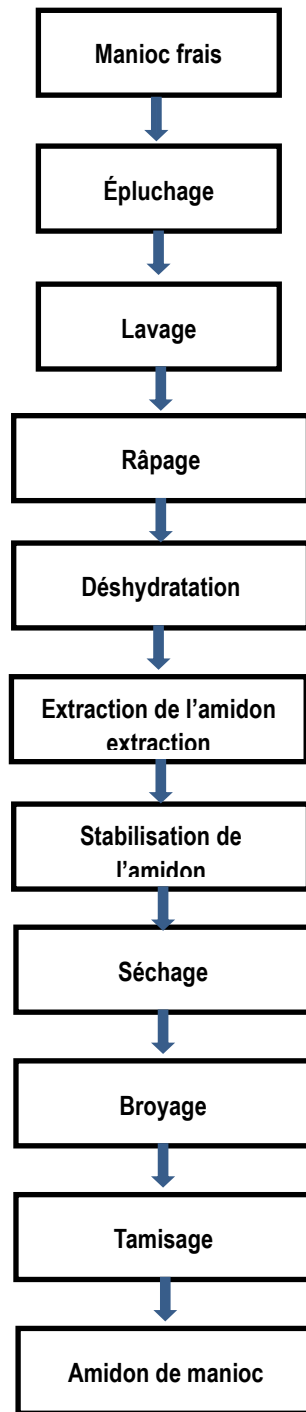 Manioc frais
Épluchage
Lavage
Râpage
Déshydratation
Extraction de l'amidon
extraction
Stabilisation de
l'amidon
Séchage
Broyage
Tamisage
Amidon de manioc